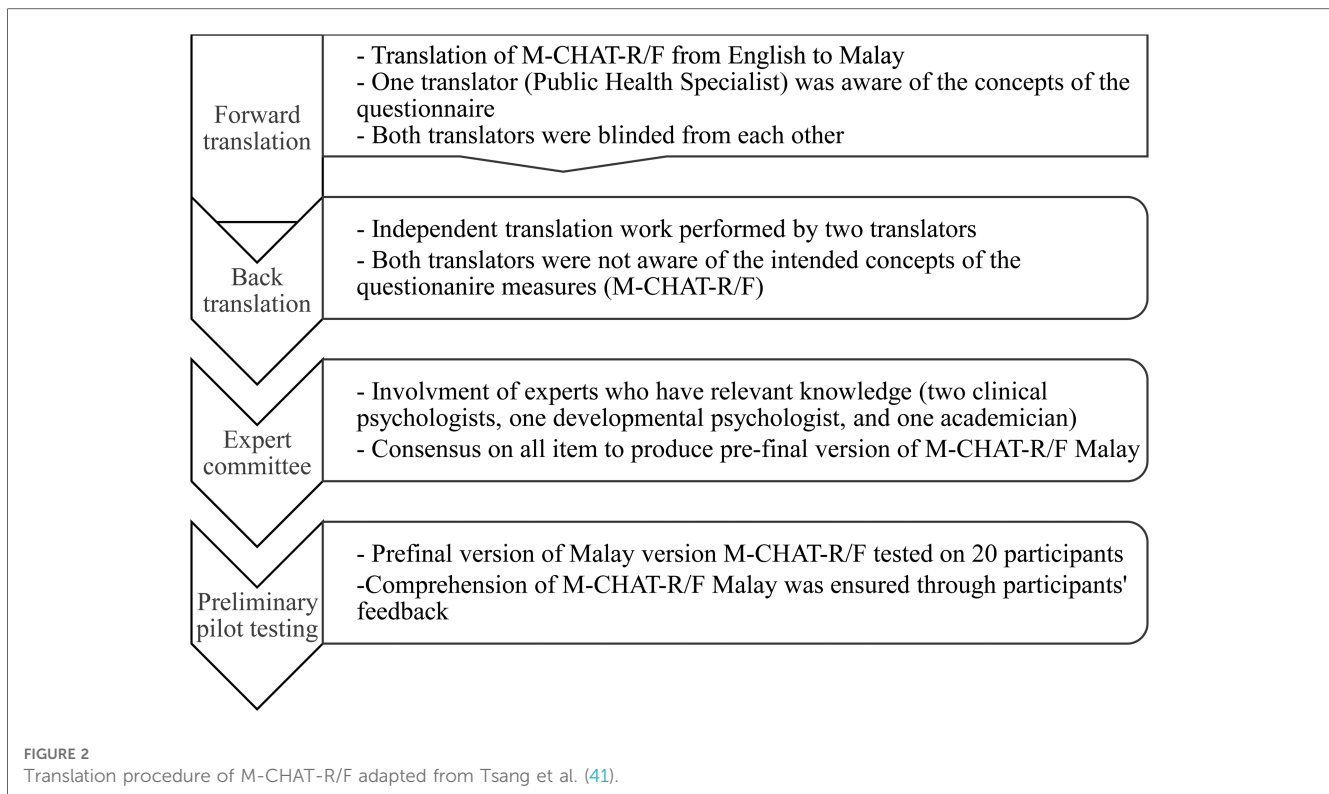 Forward
translation
- Translation of M-CHAT-R/F from English to Malay
- One translator (Public Health Specialist) was aware of the concepts of the
questionnaire
- Both translators were blinded from each other
Back
translation
- Independent translation work performed by two translators
- Both translators were not aware of the intended concepts of the
questionanire measures (M-CHAT-R/F)
Expert
committee
- Involvment of experts who have relevant knowledge (two clinical
psychologists, one developmental psychologist, and one academician)
- Consensus on all item to produce pre-final version of M-CHAT-R/F Malay
Preliminary
pilot testing
- Prefinal version of Malay version M-CHAT-R/F tested on 20 participants
-Comprehension of M-CHAT-R/F Malay was ensured through participants'
feedback
FIGURE 2
Translation procedure of M-CHAT-R/F adapted from Tsang et al. (41).